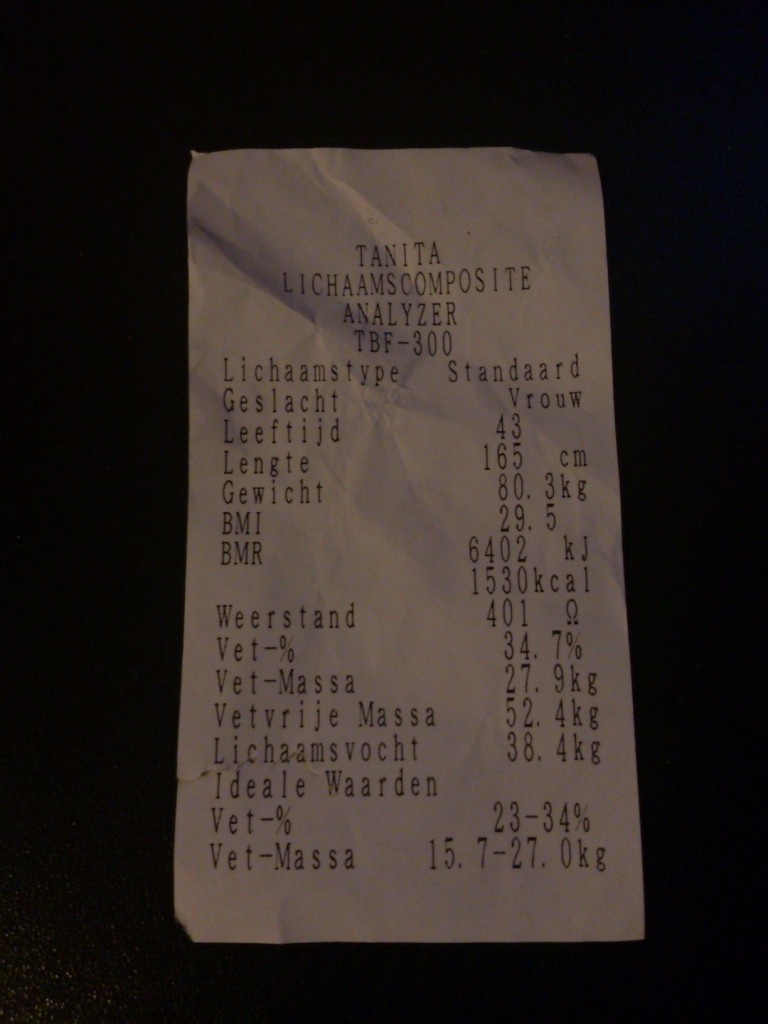 TANITA
LICHAAMSCOMPOSITE
ANALYZER
TBF-300
Lichaamstype Standaard
Geslacht Vrouw
Leeftijd 43
Lengte 165 cm
Gewicht 80.3kg
BMI 29.5
BMR 6402 kJ
1530kcal
Weerstand 401 Ω
Vet-% 34.7%
Vet-Massa 27.9kg
Vetvrije Massa 52.4kg
Lichaamsvocht 38.4kg
Ideale Waarden
Vet-% 23-34%
Vet-Massa 15.7-27.0kg